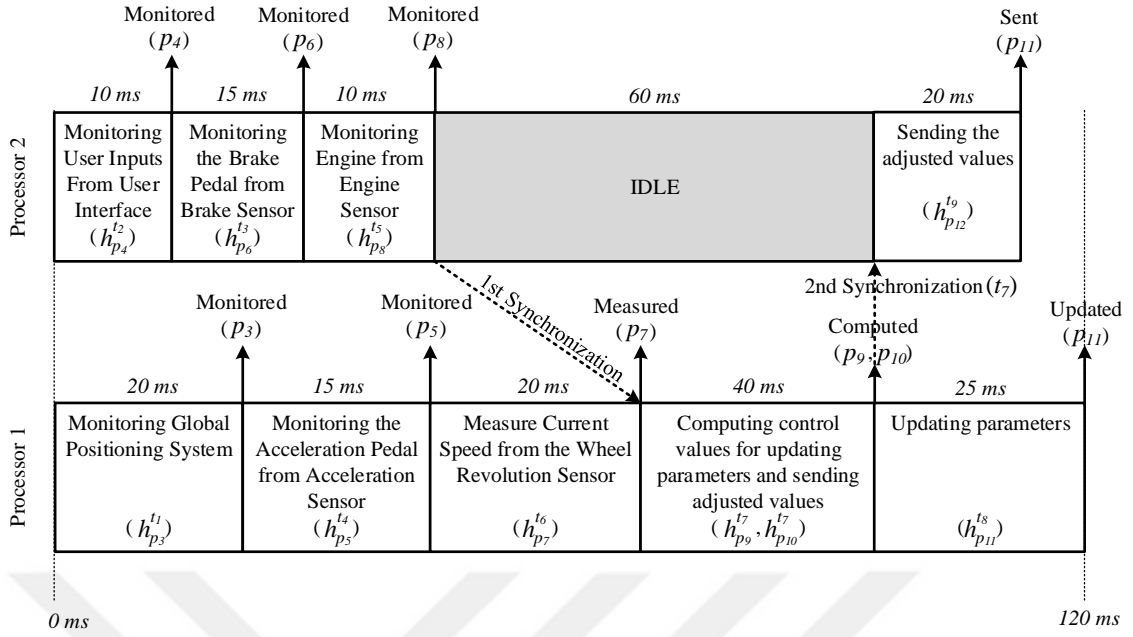 Monitored
(p4)
Monitored
(p6)
Monitored
(p8)
Sent
(p11)
10 ms
15 ms
10 ms
60 ms
20 ms
Processor 2
Monitoring
User Inputs
From User
Interface
(h^{t2}_{p4})
Monitoring
the Brake
Pedal from
Brake Sensor
(h^{t3}_{p6})
Monitoring
Engine from
Engine
Sensor
(h^{t5}_{p8})
IDLE
Sending the
adjusted values
(h^{t9}_{p12})
1st Synchronization
2nd Synchronization (t7)
Monitored
(p3)
Monitored
(p5)
Measured
(p7)
Computed
(p9, p10)
Updated
(p11)
20 ms
15 ms
20 ms
40 ms
25 ms
Processor 1
Monitoring Global
Positioning System
(h^{t1}_{p3})
Monitoring the
Acceleration Pedal
from Acceleration
Sensor
(h^{t4}_{p5})
Measure Current
Speed from the Wheel
Revolution Sensor
(h^{t6}_{p7})
Computing control
values for updating
parameters and sending
adjusted values
(h^{t7}_{p9}, h^{t7}_{p10})
Updating parameters
(h^{t8}_{p11})
0 ms
120 ms